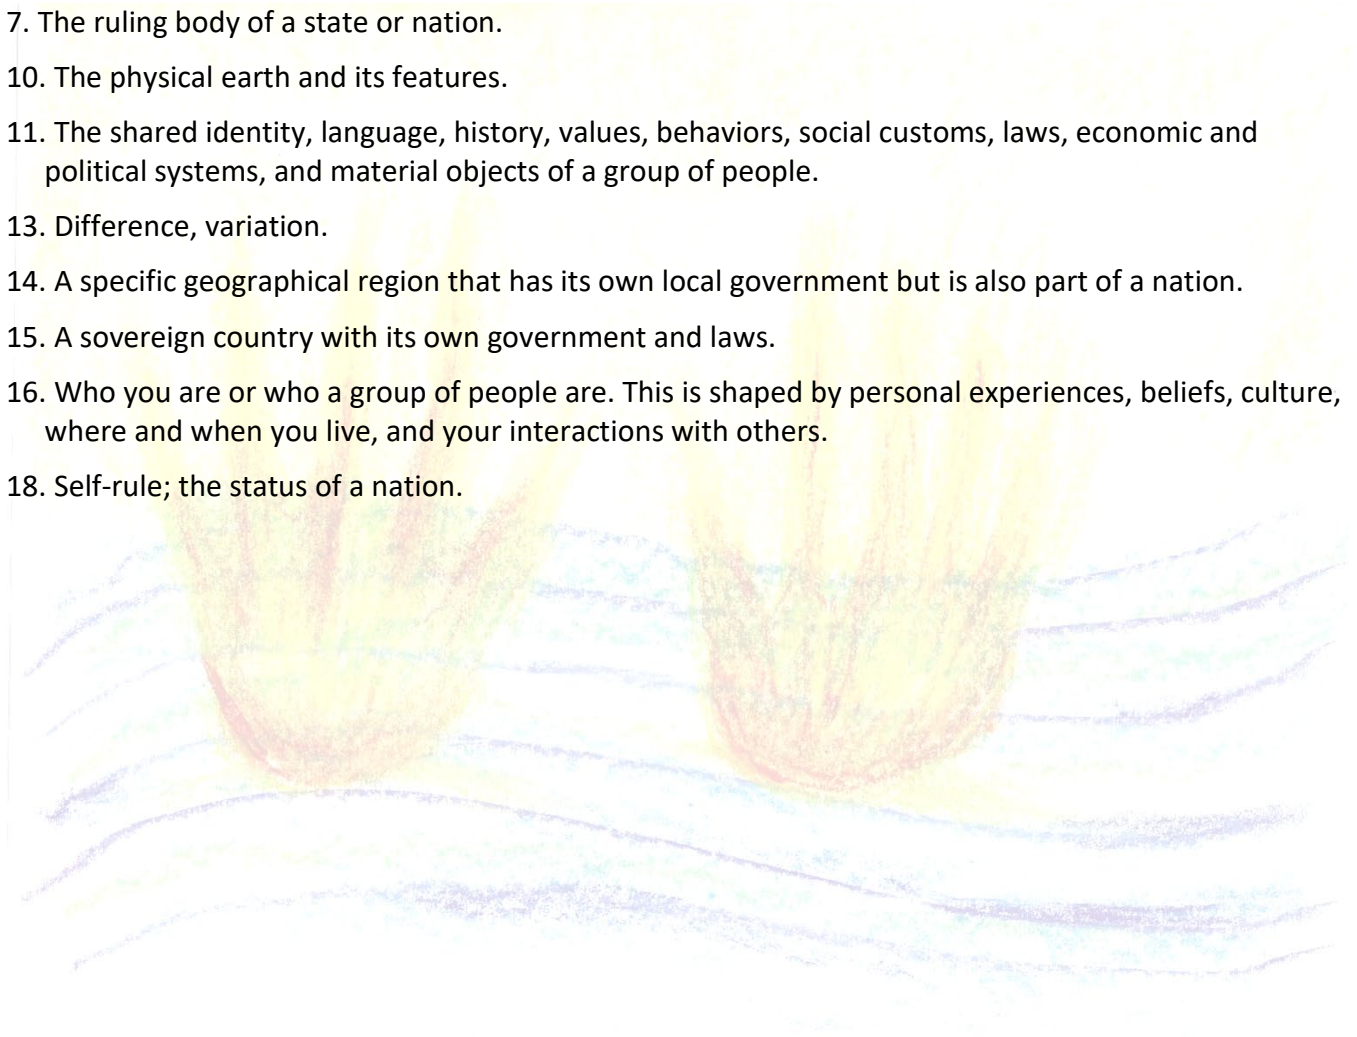 7. The ruling body of a state or nation.
10. The physical earth and its features.
11. The shared identity, language, history, values, behaviors, social customs, laws, economic and
political systems, and material objects of a group of people.
13. Difference, variation.
14. A specific geographical region that has its own local government but is also part of a nation.
15. A sovereign country with its own government and laws.
16. Who you are or who a group of people are. This is shaped by personal experiences, beliefs, culture,
where and when you live, and your interactions with others.
18. Self-rule; the status of a nation.